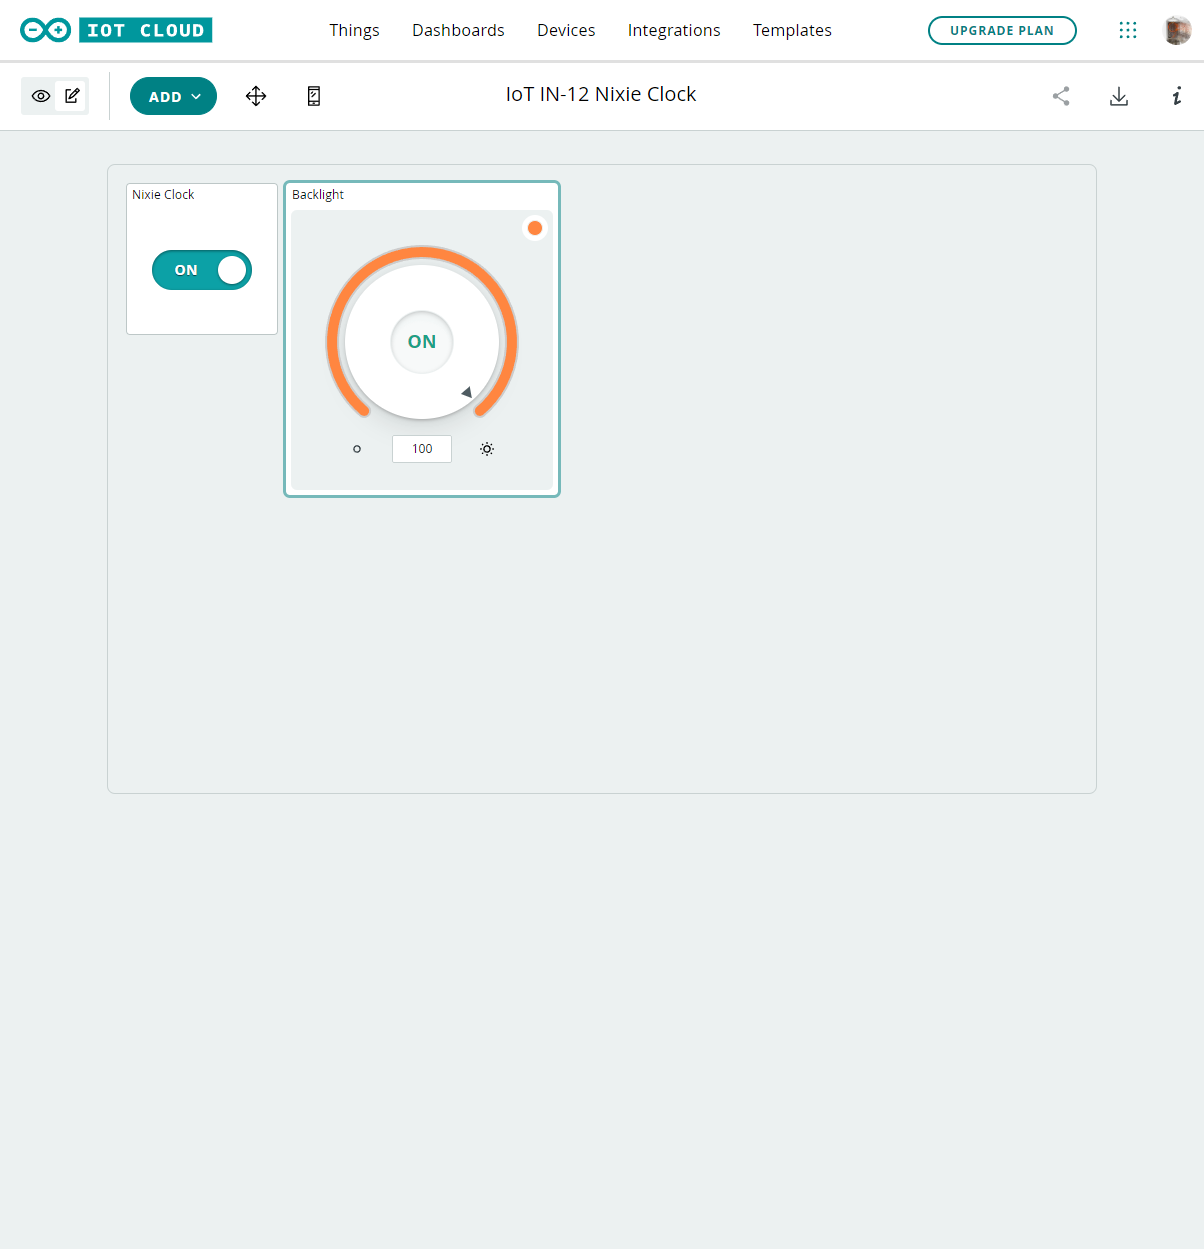 IOT CLOUD
Things Dashboards Devices Integrations Templates
UPGRADE PLAN
ADD
IoT IN-12 Nixie Clock
Nixie Clock
ON
Backlight
ON
100